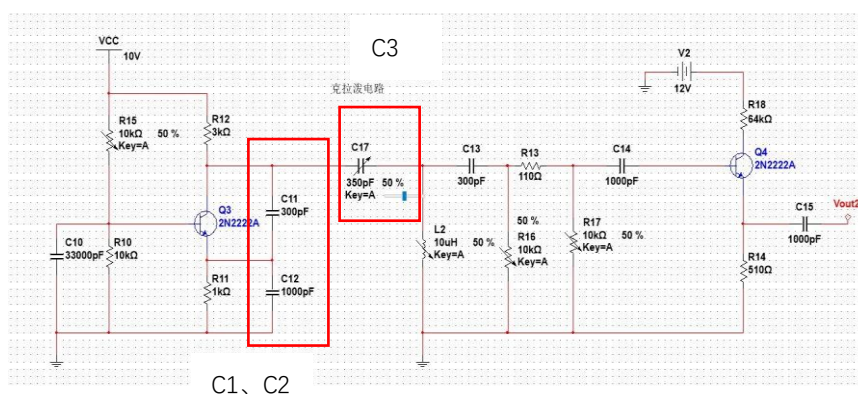 C3
克拉泼电路
VCC
10V
R15
10kΩ 50 %
Key=A
R12
3kΩ
C17
350pF 50 %
Key=A
C11
300pF
Q3
2N2222A
C10
33000pF
R10
10kΩ
R11
1kΩ
C12
1000pF
C13
300pF
R13
110Ω
C14
1000pF
L2
10uH 50 %
Key=A
50 %
R16
10kΩ
Key=A
R17
10kΩ 50 %
Key=A
V2
12V
R18
64kΩ
Q4
2N2222A
C15
1000pF
Vout2
R14
510Ω
C1、C2